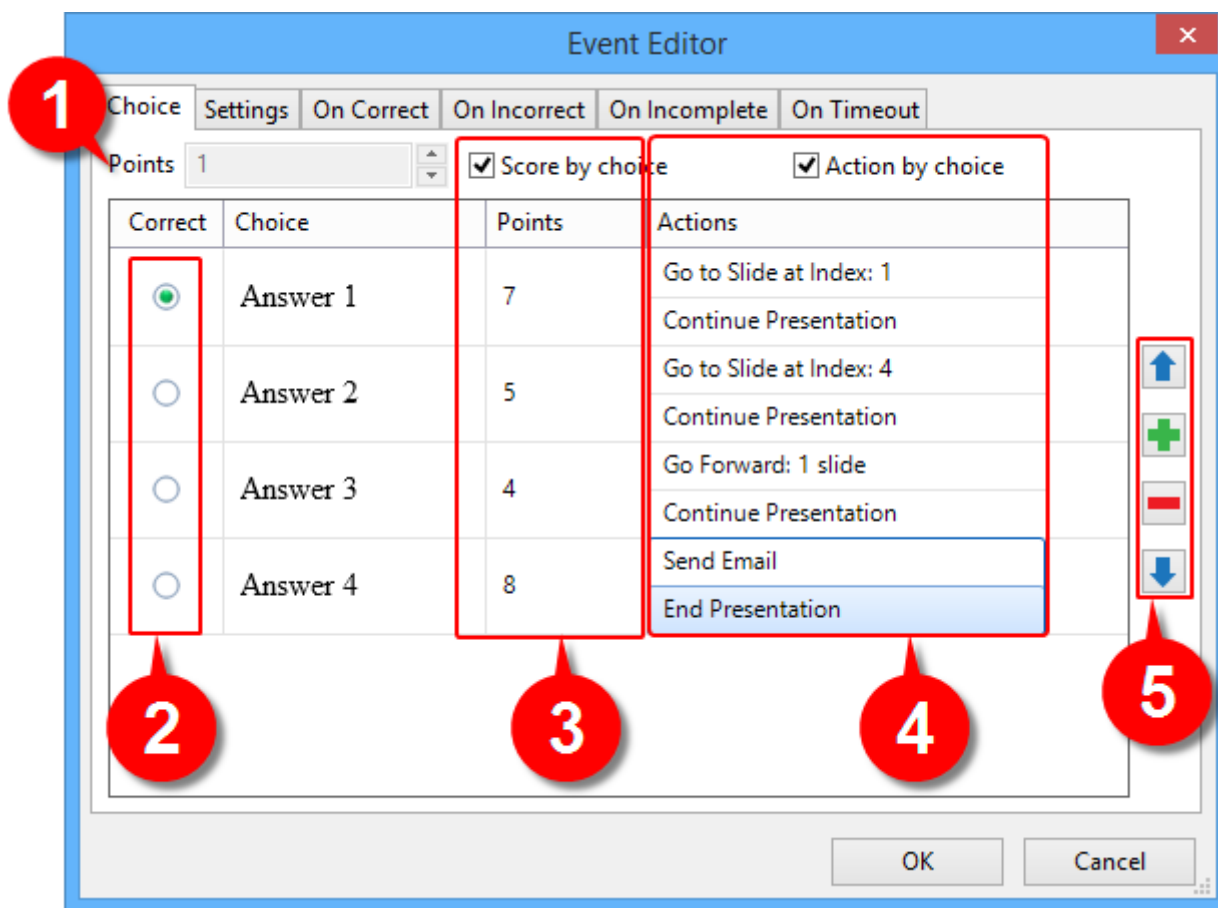 Event Editor
1
Choice Settings On Correct On Incorrect On Incomplete On Timeout
Points 1 Score by choice Action by choice
Correct Choice Points Actions
Answer 1 7 Go to Slide at Index: 1
Continue Presentation
Answer 2 5 Go to Slide at Index: 4
Continue Presentation
Answer 3 4 Go Forward: 1 slide
Continue Presentation
Answer 4 8 Send Email
End Presentation
2 3 4 5
OK Cancel